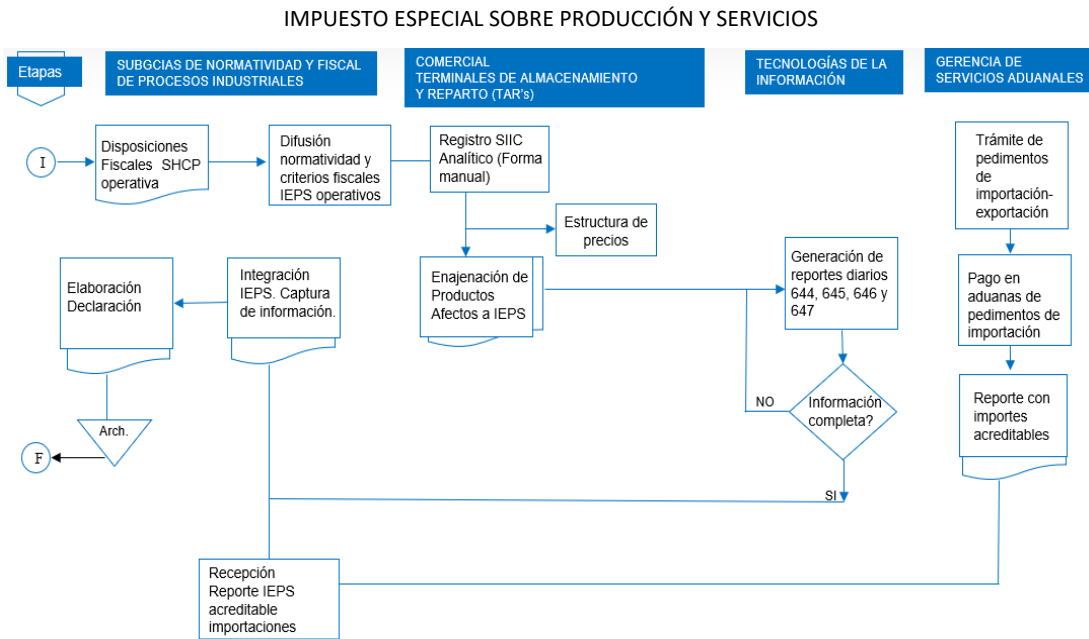 IMPUESTO ESPECIAL SOBRE PRODUCCIÓN Y SERVICIOS
Etapas
SUBGCIAS DE NORMATIVIDAD Y FISCAL
DE PROCESOS INDUSTRIALES
COMERCIAL
TERMINALES DE ALMACENAMIENTO
Y REPARTO (TAR's)
TECNOLOGÍAS DE LA
INFORMACIÓN
GERENCIA DE
SERVICIOS ADUANALES
I
Disposiciones
Fiscales SHCP
operativa
Difusión
normatividad y
criterios fiscales
IEPS operativos
Registro SIIC
Analítico (Forma
manual)
Estructura de
precios
Trámite de
pedimentos
de
importación-
exportación
Elaboración
Declaración
Integración
IEPS. Captura
de información.
Enajenación de
Productos
Afectos a IEPS
Generación de
reportes diarios
644, 645, 646 y
647
Pago en
aduanas de
pedimentos de
importación
Arch.
F
NO
Información
completa?
SI
Reporte con
importes
acreditables
Recepción
Reporte IEPS
acreditable
importaciones